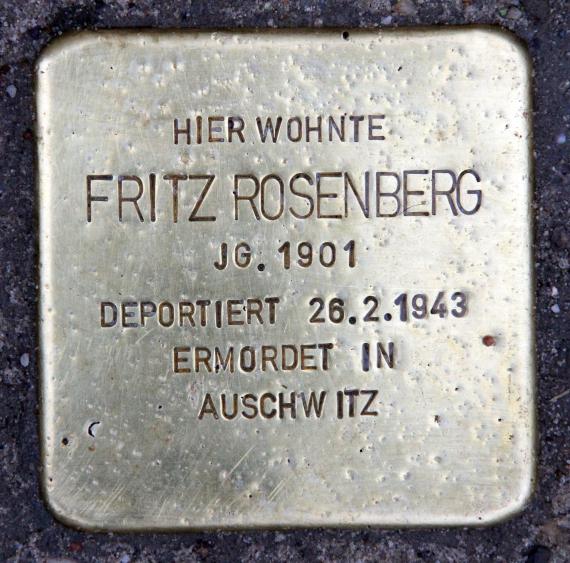 HIER WOHNTE
FRITZ ROSENBERG
JG. 1901
DEPORTIERT 26.2.1943
ERMORDET IN
AUSCHWITZ